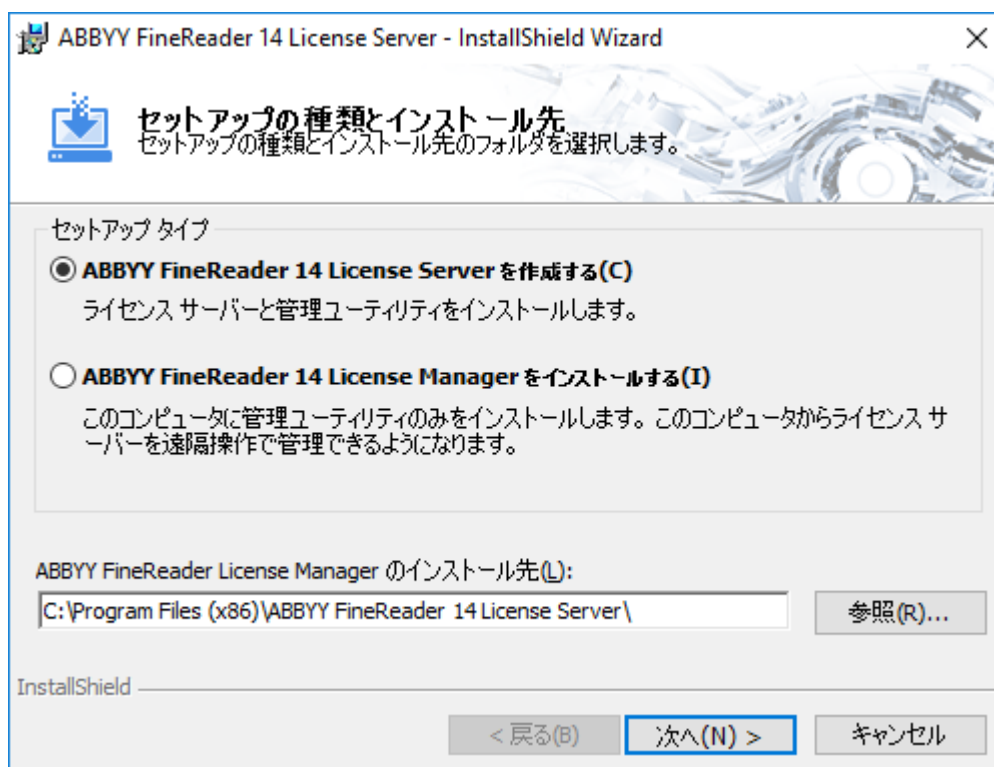 ABBYY FineReader 14 License Server - InstallShield Wizard
セットアップの種類とインストール先
セットアップの種類とインストール先のフォルダを選択します。
セットアップ タイプ
ABBYY FineReader 14 License Server を作成する(C)
ライセンス サーバーと管理ユーティリティをインストールします。
ABBYY FineReader 14 License Manager をインストールする(I)
このコンピュータに管理ユーティリティのみをインストールします。このコンピュータからライセンス サ
ーバーを遠隔操作で管理できるようになります。
ABBYY FineReader License Manager のインストール先(L):
C:\Program Files (x86)\ABBYY FineReader 14 License Server\
参照(R)...
InstallShield
< 戻る(B)
次へ(N) >
キャンセル